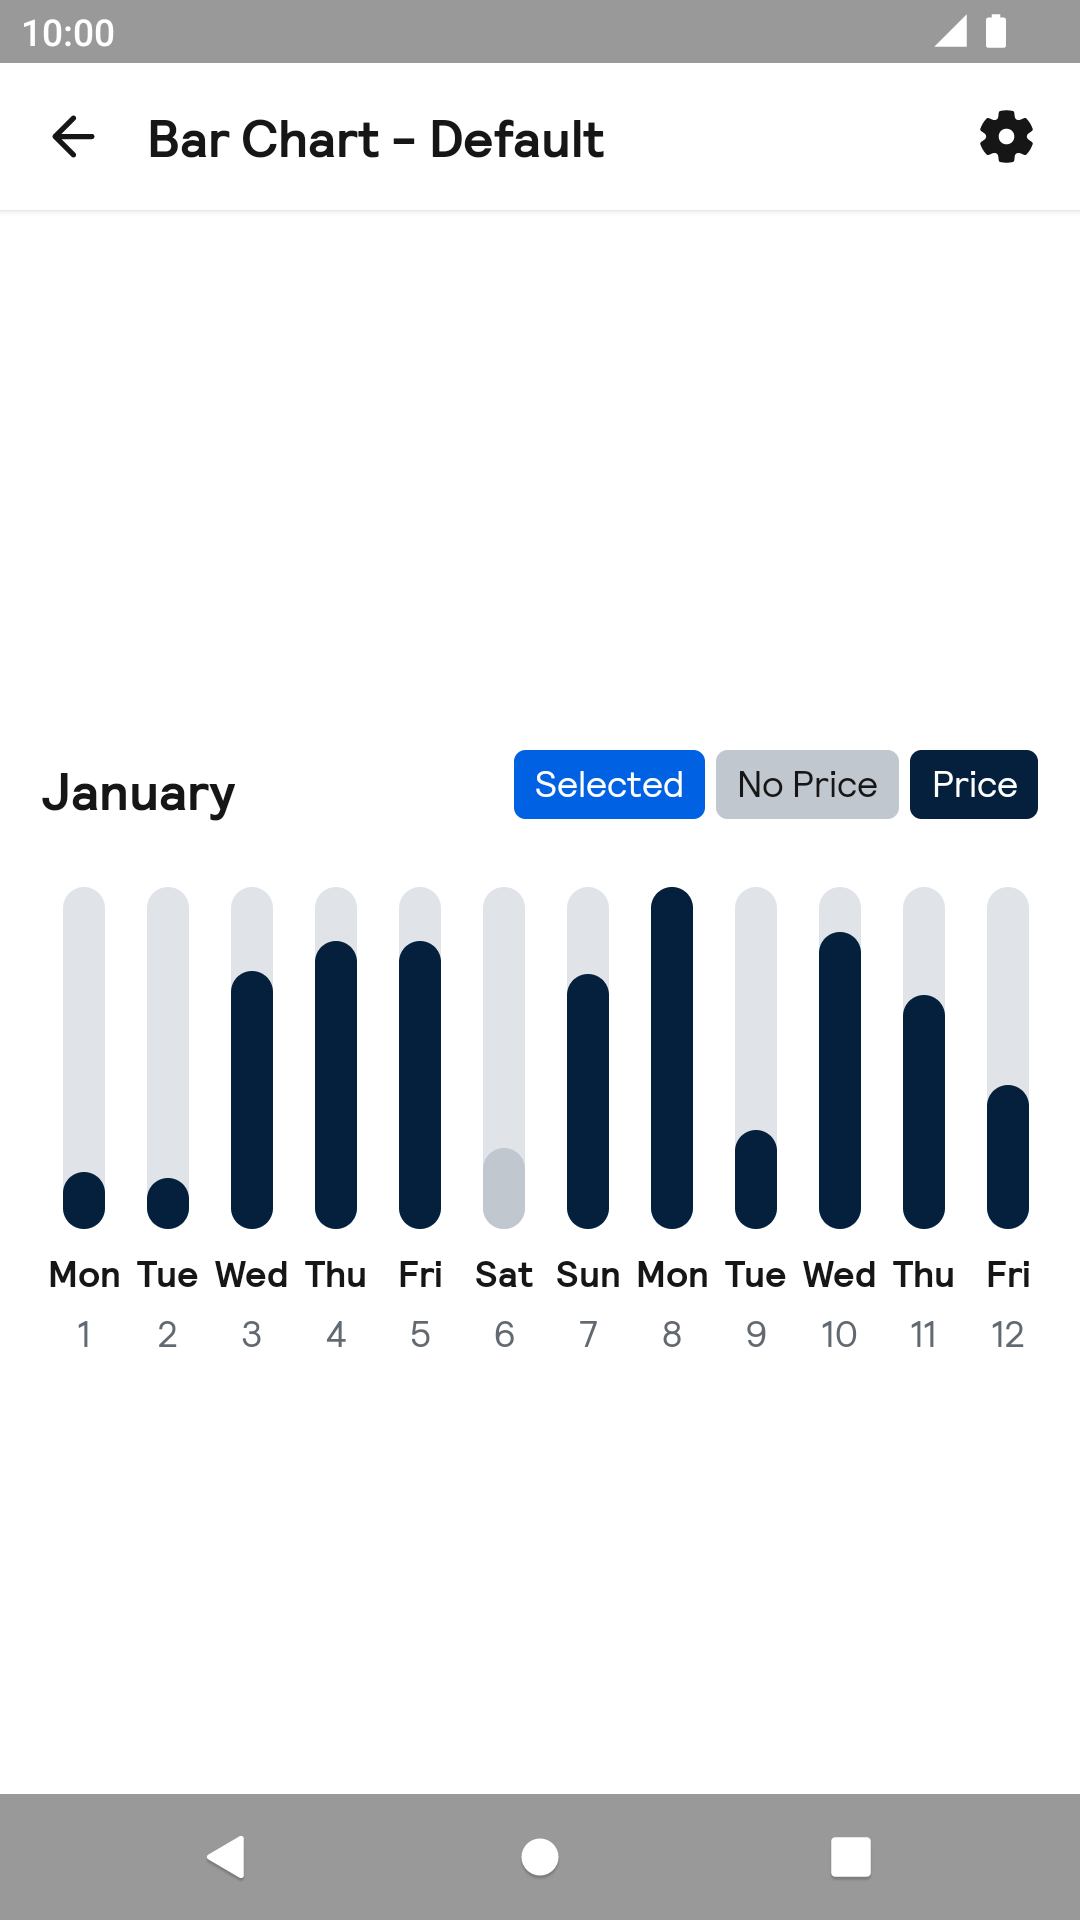 10:00
Bar Chart - Default
January
Selected No Price Price
Mon Tue Wed Thu Fri Sat Sun Mon Tue Wed Thu Fri
1 2 3 4 5 6 7 8 9 10 11 12